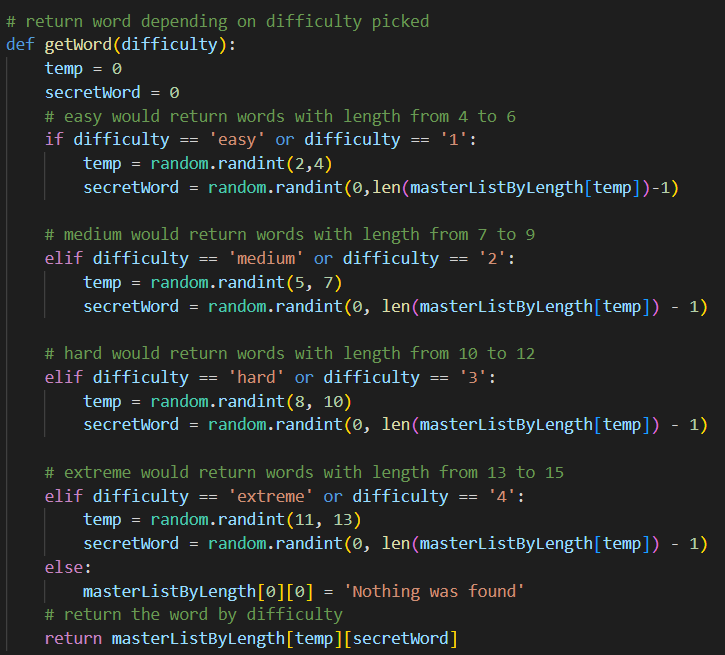 # return word depending on difficulty picked
def getWord(difficulty):
    temp = 0
    secretWord = 0
    # easy would return words with length from 4 to 6
    if difficulty == 'easy' or difficulty == '1':
        temp = random.randint(2,4)
        secretWord = random.randint(0,len(masterListByLength[temp])-1)

    # medium would return words with length from 7 to 9
    elif difficulty == 'medium' or difficulty == '2':
        temp = random.randint(5, 7)
        secretWord = random.randint(0, len(masterListByLength[temp]) - 1)

    # hard would return words with length from 10 to 12
    elif difficulty == 'hard' or difficulty == '3':
        temp = random.randint(8, 10)
        secretWord = random.randint(0, len(masterListByLength[temp]) - 1)

    # extreme would return words with length from 13 to 15
    elif difficulty == 'extreme' or difficulty == '4':
        temp = random.randint(11, 13)
        secretWord = random.randint(0, len(masterListByLength[temp]) - 1)
    else:
        masterListByLength[0][0] = 'Nothing was found'
    # return the word by difficulty
    return masterListByLength[temp][secretWord]